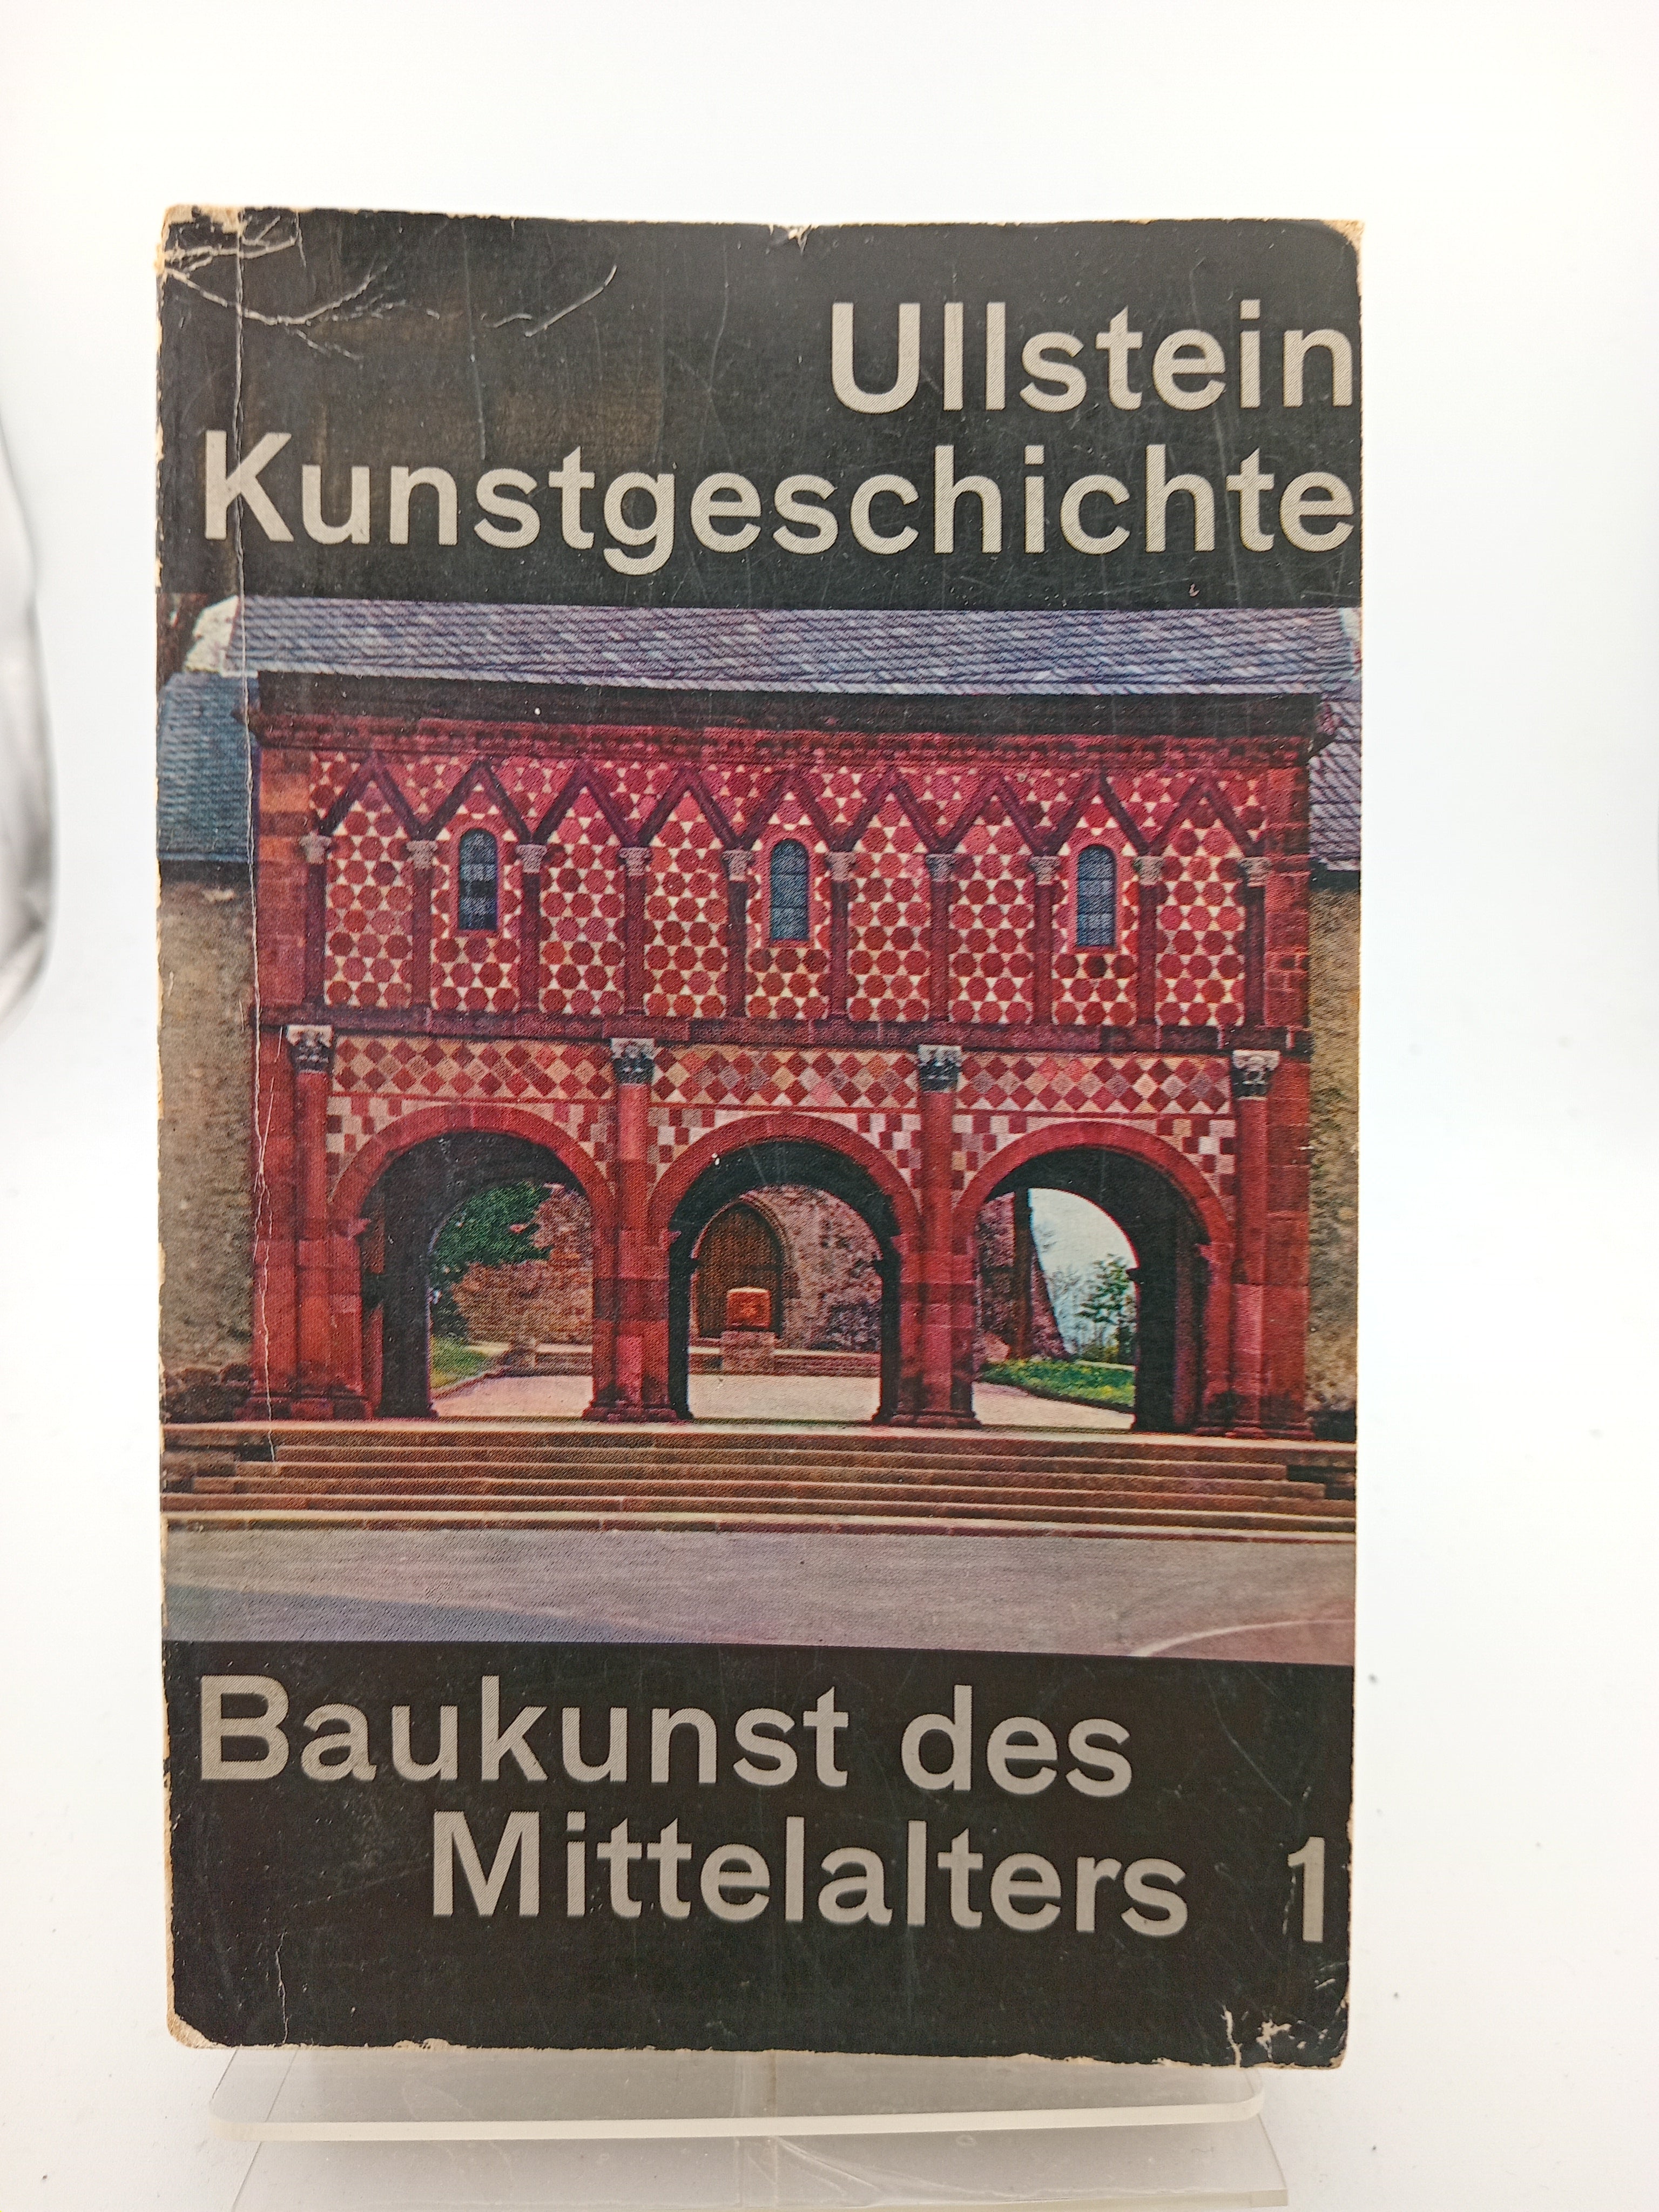 Ullstein
Kunstgeschichte
Baukunst des
Mittelalters 1